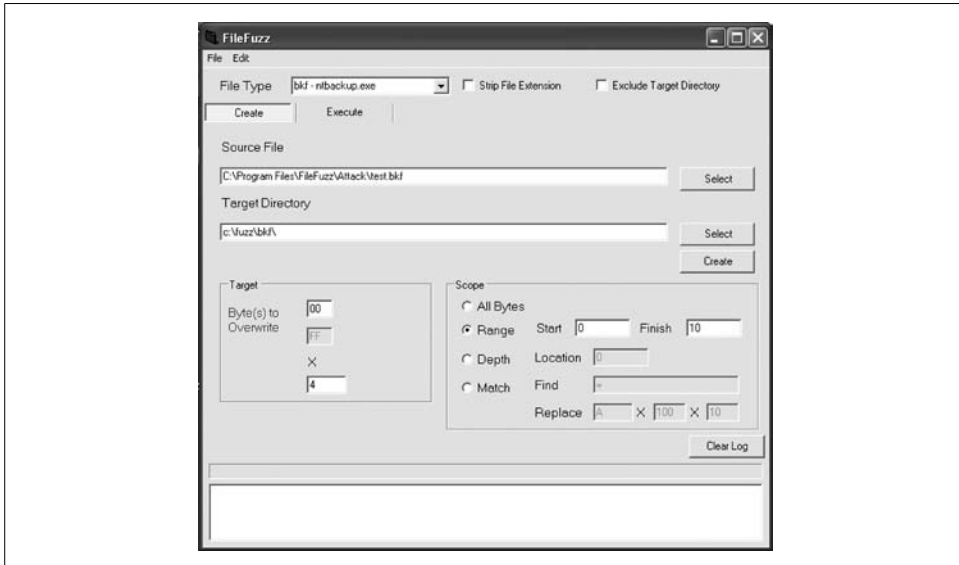 FileFuzz
File Edit
File Type bkf - ntbackup.exe Strip File Extension Exclude Target Directory
Create Execute
Source File
C:\Program Files\FileFuzz\Attack\test.bkf Select
Target Directory
c:\fuzz\bkf\ Select
Create
Target
Byte(s) to Overwrite
00
FF
X
4
Scope
All Bytes
Range Start 0 Finish 10
Depth Location 0
Match Find =
Replace A X 100 X 10
Clear Log